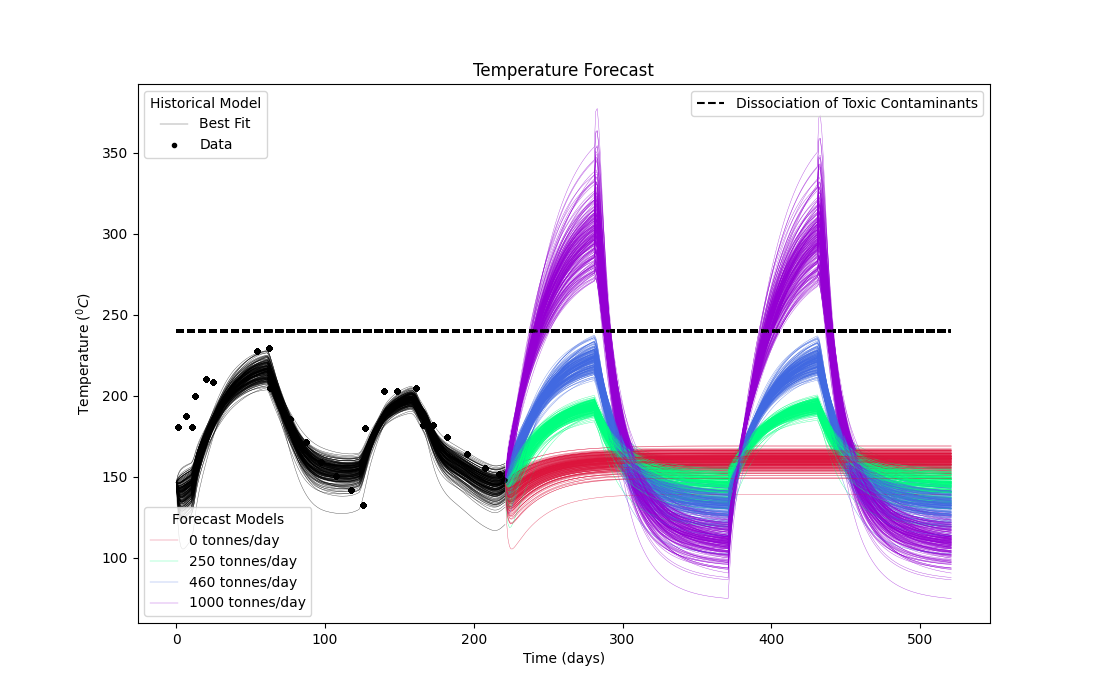 Temperature Forecast
Historical Model
Best Fit
Data
Dissociation of Toxic Contaminants
Temperature (⁰C)
350
300
250
200
150
100
Forecast Models
0 tonnes/day
250 tonnes/day
460 tonnes/day
1000 tonnes/day
0
100
200
300
400
500
Time (days)